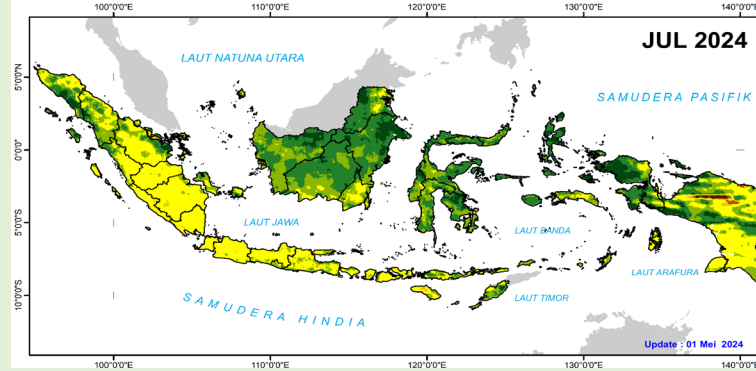 100°0'0"E 110°0'0"E 120°0'0"E 130°0'0"E 140°0'0"E
JUL 2024
LAUT NATUNA UTARA
5°0'0"N
SAMUDERA PASIFIK
0°0'0"
LAUT JAWA
5°0'0"S
LAUT BANDA
LAUT ARAFURA
10°0'0"S
SAMUDERA HINDIA
LAUT TIMOR
Update : 01 Mei 2024
100°0'0"E 110°0'0"E 120°0'0"E 130°0'0"E 140°0'0"E